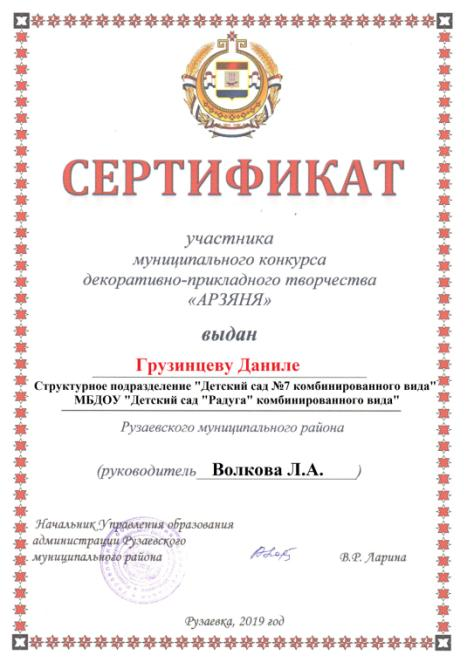 СЕРТИФИКАТ
участника
муниципального конкурса
декоративно-прикладного творчества
«АРЗЯНЯ»
выдан
Грузинцеву Даниле
Структурное подразделение "Детский сад №7 комбинированного вида"
МБДОУ "Детский сад "Радуга" комбинированного вида"
Рузаевского муниципального района
(руководитель Волкова Л.А. )
Начальник Управления образования
администрации Рузаевского
муниципального района В.Р. Ларина
Рузаевка, 2019 год